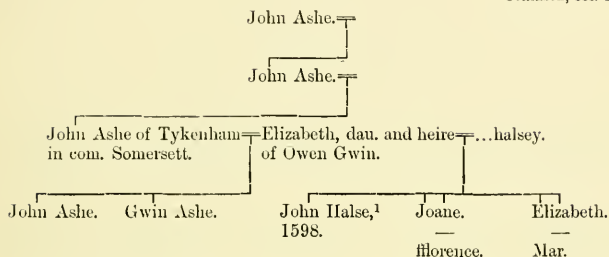 John Ashe.
John Ashe.
John Ashe of Tykenham Elizabeth, dau. and heire ...halsey.
in com. Somersett. of Owen Gwin.
John Ashe. Gwin Ashe. John Halse,¹ Joane. Elizabeth.
1598. — —
fflorence. Mar.